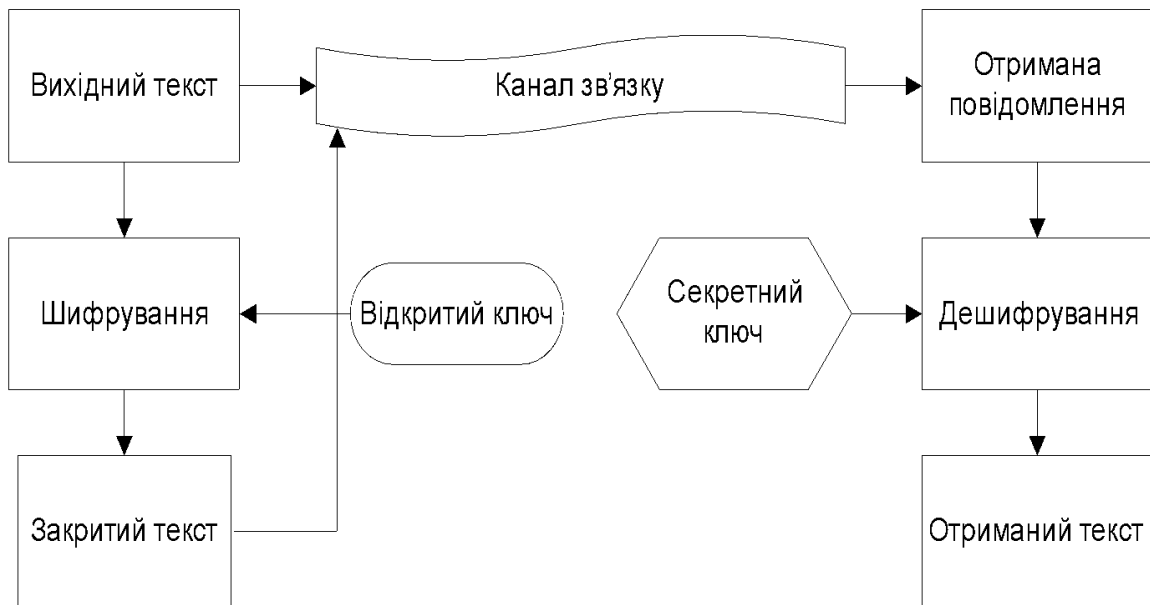 Вихідний текст
Канал зв’язку
Отримана
повідомлення
Шифрування
Відкритий ключ
Секретний
ключ
Дешифрування
Закритий текст
Отриманий текст